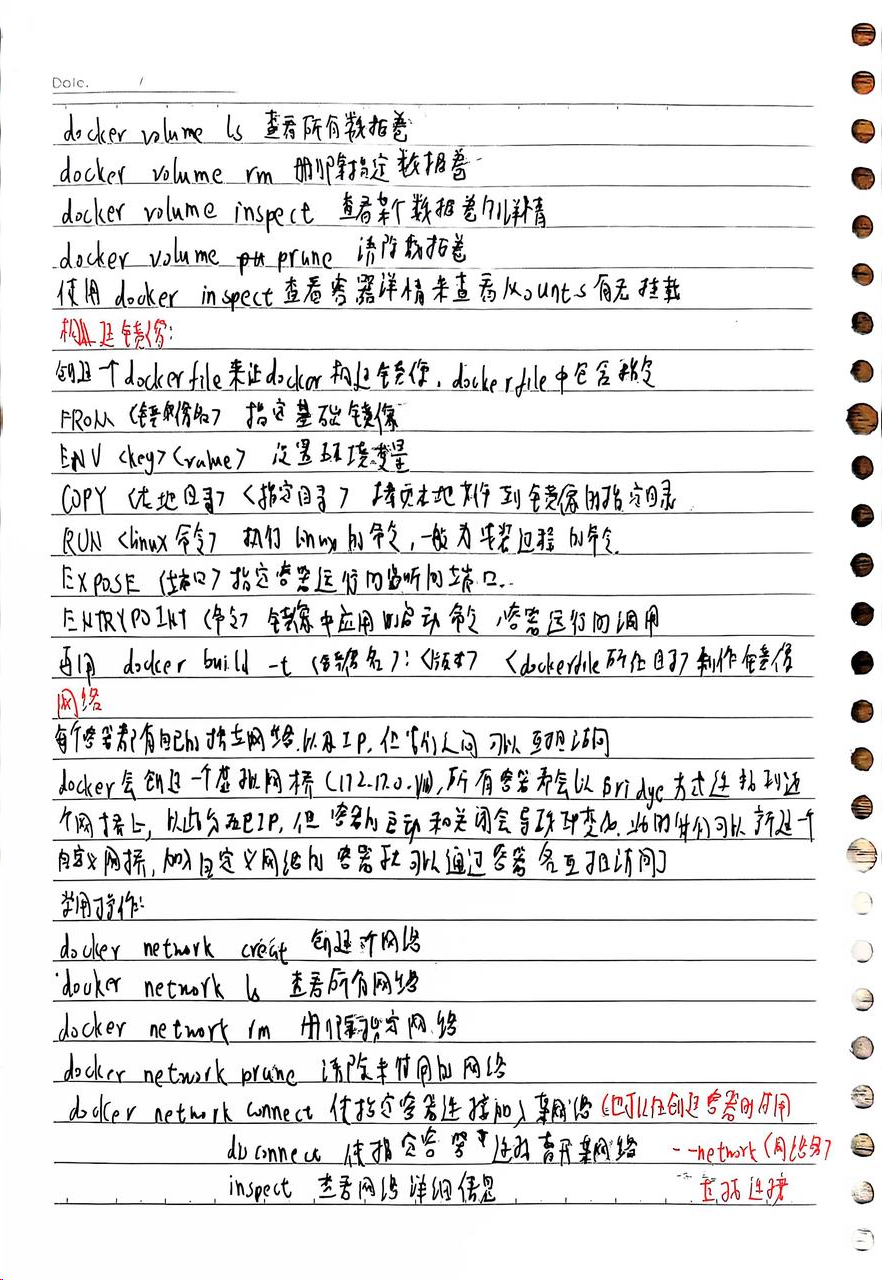 Date. /
docker volume ls 查看所有数据卷
docker volume rm 删除指定数据卷
docker volume inspect 查看某个数据卷的详情
docker volume prune 清除数据卷
使用 docker inspect 查看容器详情来查看Mounts有无挂载
构建镜像:
创建一个dockerfile来让docker构建镜像，dockerfile中包含指令
FROM <镜像名> 指定基础镜像
ENV <key><value> 设置环境变量
COPY <本地目录> <指定目录> 拷贝本地文件到镜像的指定目录
RUN <linux命令> 执行linux的命令，一般为安装过程的命令
EXPOSE <端口> 指定容器运行时监听的端口.
ENTRYPOINT <命令> 镜像中应用的启动命令，容器运行时调用
再用 docker build -t <镜像名>:<版本> <dockerfile所在目录> 制作镜像
网络
每个容器都有自己的独立网络以及IP，但它们之间可以互相访问
docker会创建一个虚拟网桥(172.17.0. ),所有容器都会以Bridge方式连接到这
个网桥上，以此分配IP，但容器的启动和关闭会导致IP变化，此时我们可以新建一个
自定义网桥，加入自定义网络的容器就可以通过容器名互相访问了
常用操作:
docker network creat 创建新网络
docker network ls 查看所有网络
docker network rm 删除指定网络
docker network prune 清除未使用的网络
docker network connect 使指定容器连接加入某网络 (也可以在创建容器时使用
disconnect 使指定容器 连接离开某网络 --network(网络名)
inspect 查看网络详细信息 直接连接